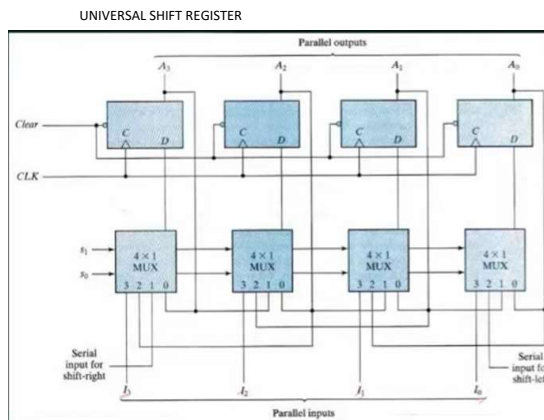 UNIVERSAL SHIFT REGISTER
Parallel outputs
A3 A2 A1 A0
Clear
C D C D C D C D
CLK
s1
s0
4 × 1 MUX 4 × 1 MUX 4 × 1 MUX 4 × 1 MUX
3 2 1 0 3 2 1 0 3 2 1 0 3 2 1 0
Serial
input for
shift-right
Serial
input fo
shift-lef
I3 I2 I1 I0
Parallel inputs